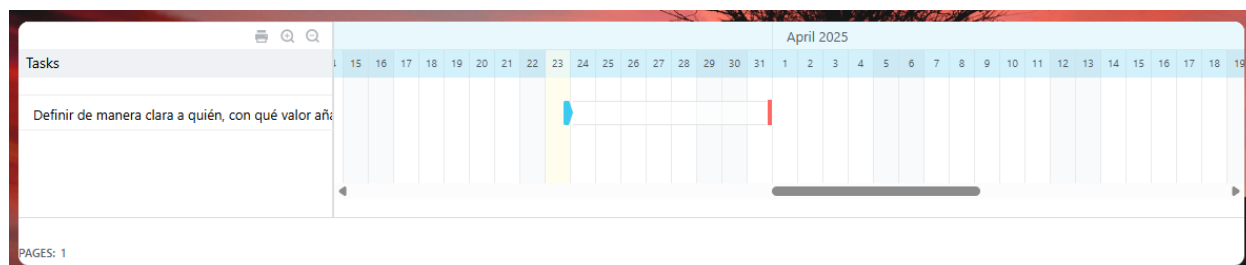 April 2025
Tasks
15 16 17 18 19 20 21 22 23 24 25 26 27 28 29 30 31 1 2 3 4 5 6 7 8 9 10 11 12 13 14 15 16 17 18 19
Definir de manera clara a quién, con qué valor aña
PAGES: 1